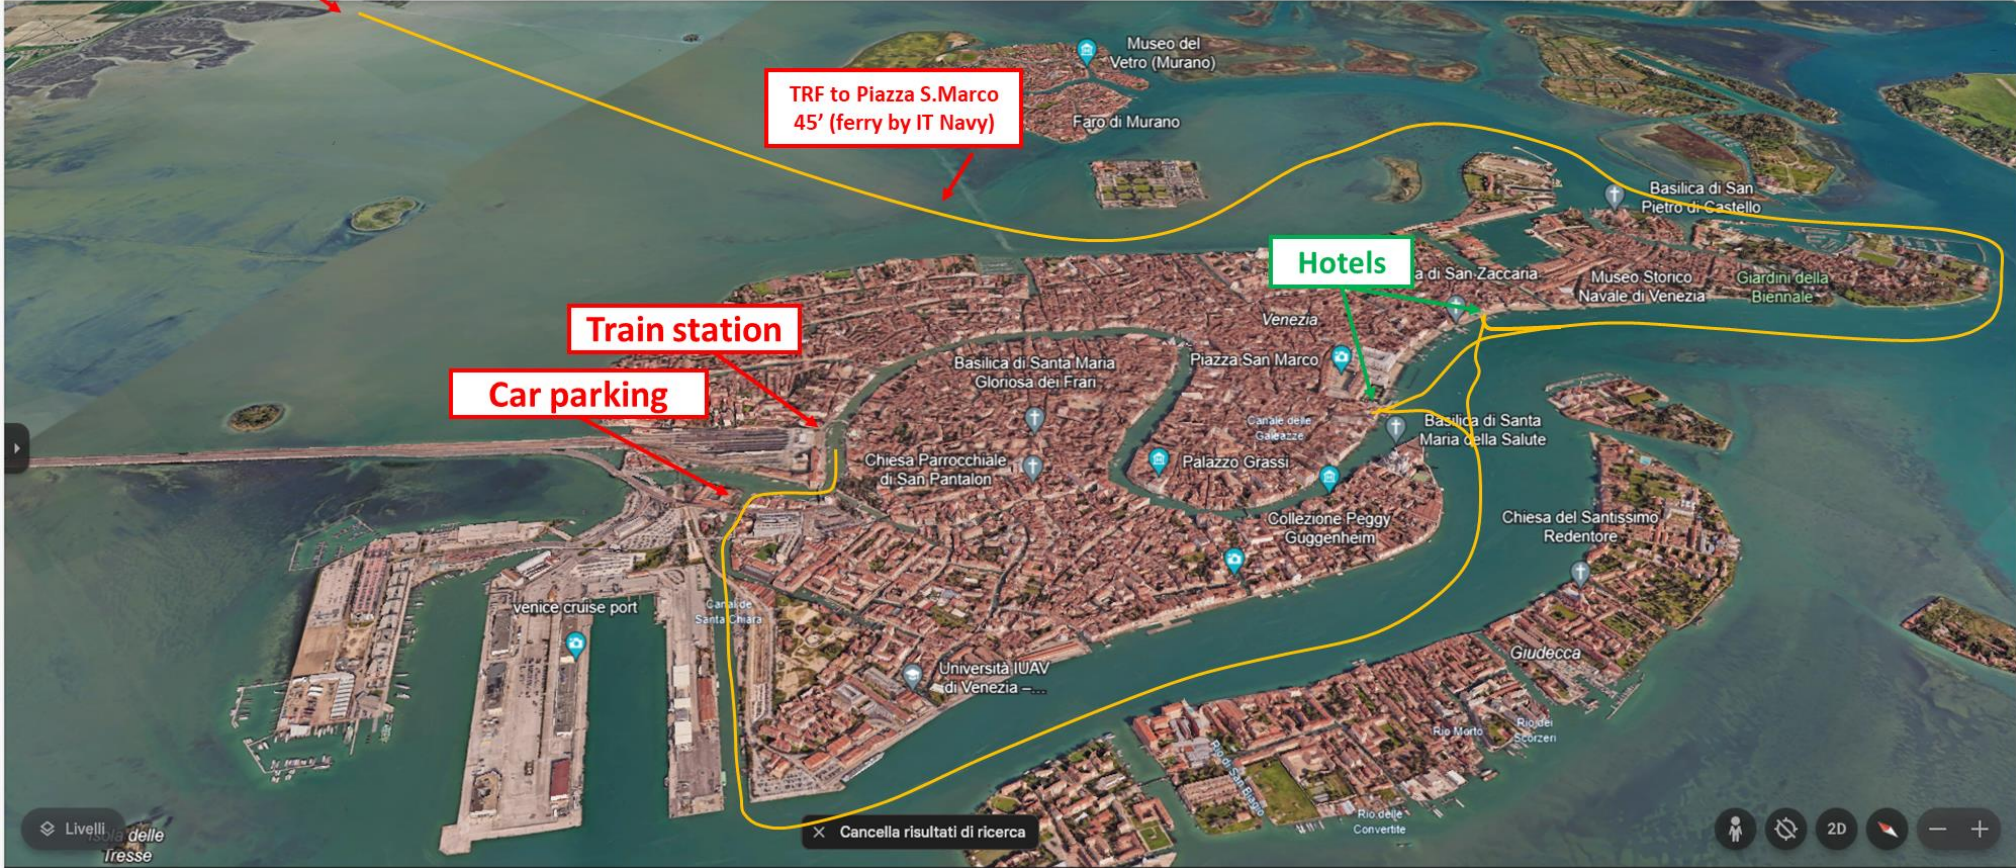 Museo del
Vetro (Murano)
TRF to Piazza S.Marco
45’ (ferry by IT Navy)
Faro di Murano
Basilica di San
Pietro di Castello
Hotels
a di San Zaccaria
Museo Storico
Navale di Venezia
Giardini della
Biennale
Train station
Venezia
Piazza San Marco
Basilica di Santa Maria
Gloriosa dei Frari
Car parking
Canale delle
Galeazze
Basilica di Santa
Maria della Salute
Chiesa Parrocchiale
di San Pantalon
Palazzo Grassi
Collezione Peggy
Guggenheim
Chiesa del Santissimo
Redentore
venice cruise port
Canal de
Santa Chiara
Università IUAV
di Venezia –...
Giudecca
Rio dei
Scorzeri
Rio Morto
Rio di San Biagio
Rio delle
Convertite
Livelli
Isola delle
Tresse
Cancella risultati di ricerca
2D